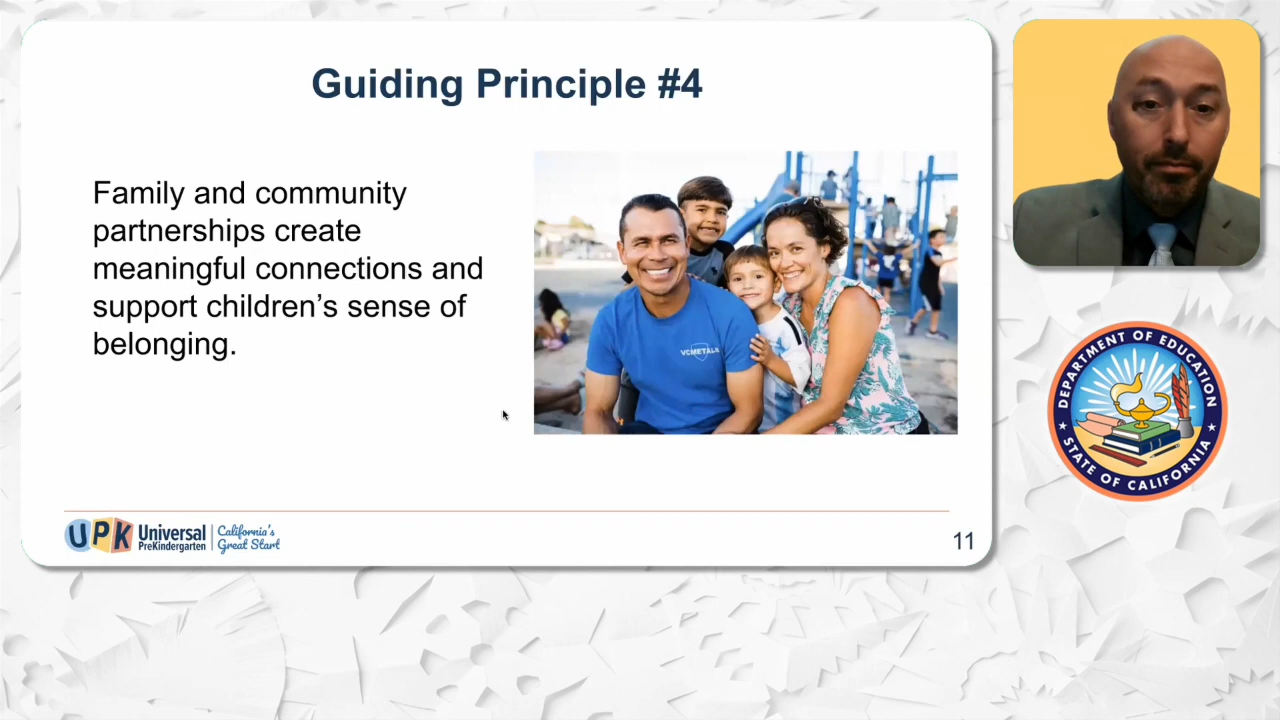 Guiding Principle #4
Family and community
partnerships create
meaningful connections and
support children’s sense of
belonging.
VCMETALS
UPK Universal PreKindergarten | California's Great Start
11
DEPARTMENT OF EDUCATION
★ STATE OF CALIFORNIA ★